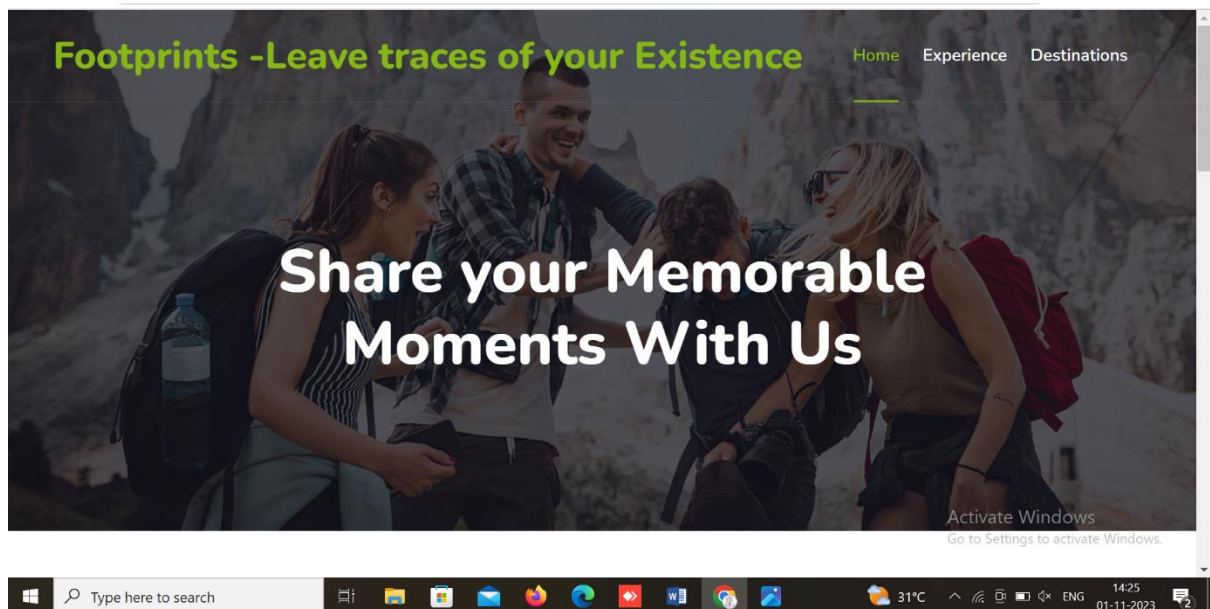 Footprints -Leave traces of your Existence
Home Experience Destinations
Share your Memorable
Moments With Us
Activate Windows
Go to Settings to activate Windows.
Type here to search
31°C
ENG
14:25
01-11-2023
2